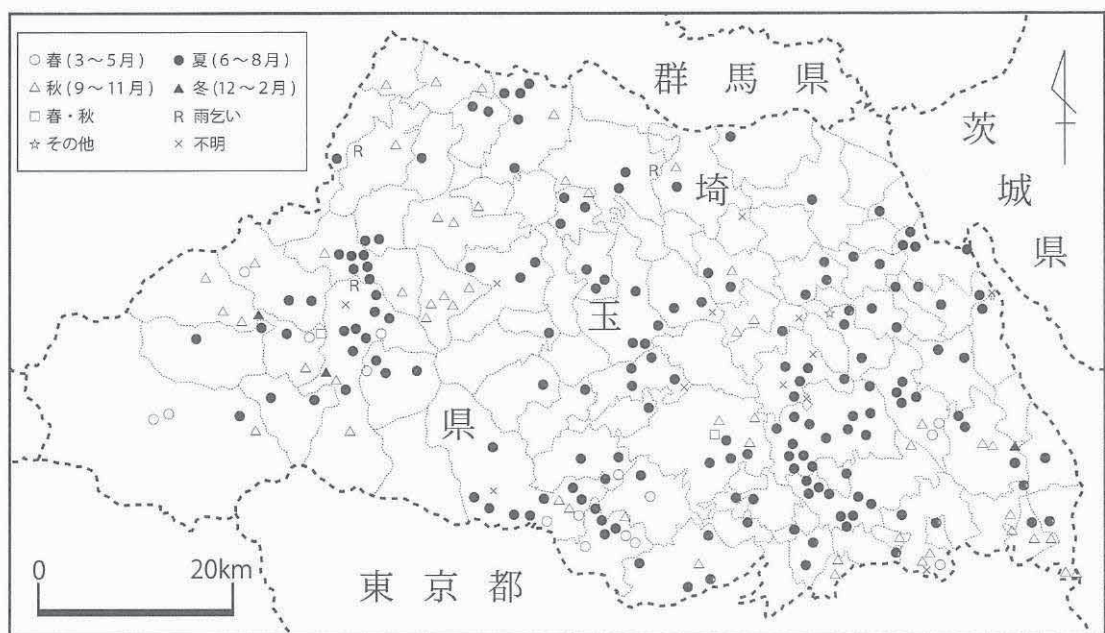 ○ 春(3~5月) ● 夏(6~8月)
△ 秋(9~11月) ▲ 冬(12~2月)
□ 春・秋 R 雨乞い
☆ その他 × 不明
群馬県
茨城県
埼玉県
東京都
R
R
R
0 20km